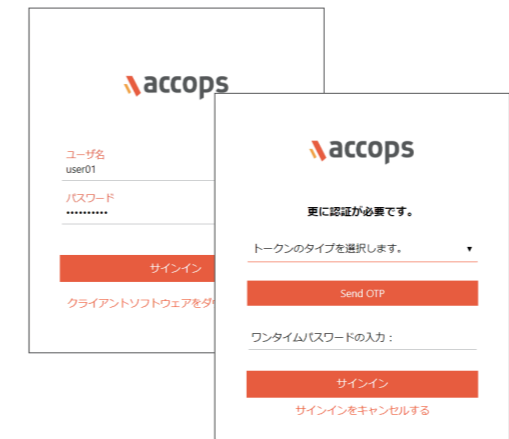 accops
ユーザ名
user01
パスワード
••••••••••
サインイン
クライアントソフトウェアをダ
accops
更に認証が必要です。
トークンのタイプを選択します。 ▼
Send OTP
ワンタイムパスワードの入力：
サインイン
サインインをキャンセルする